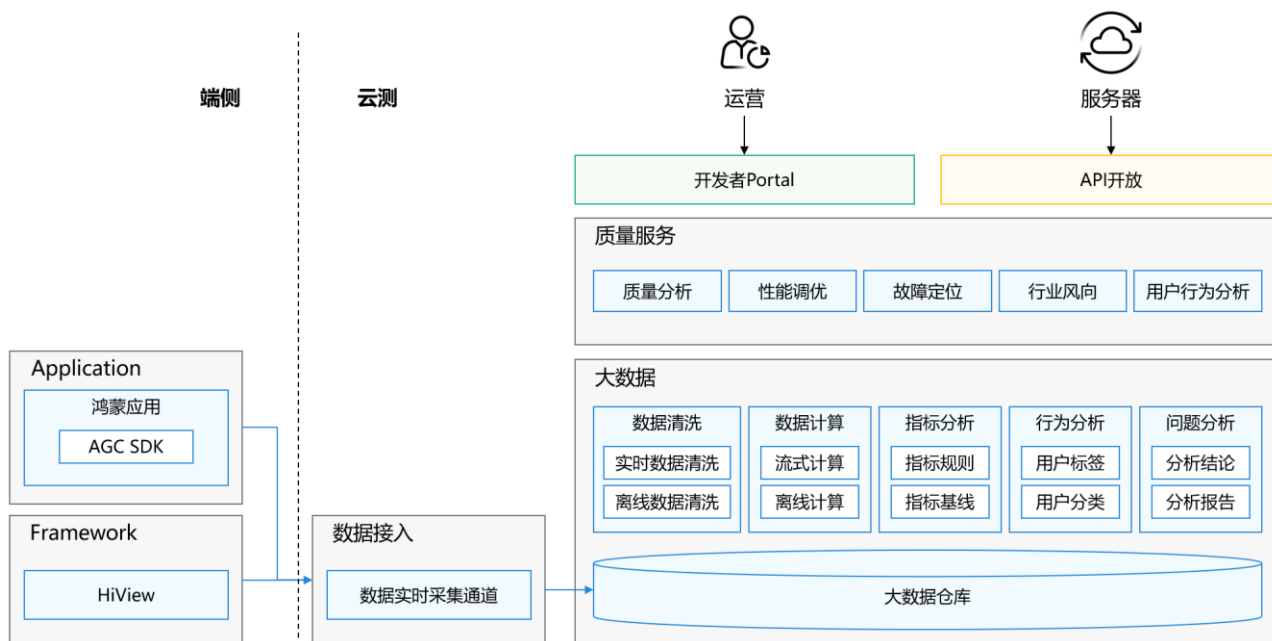 端侧
云测
运营
服务器
开发者Portal
API开放
质量服务
质量分析
性能调优
故障定位
行业风向
用户行为分析
Application
鸿蒙应用
AGC SDK
Framework
HiView
数据接入
数据实时采集通道
大数据
数据清洗
实时数据清洗
离线数据清洗
数据计算
流式计算
离线计算
指标分析
指标规则
指标基线
行为分析
用户标签
用户分类
问题分析
分析结论
分析报告
大数据仓库